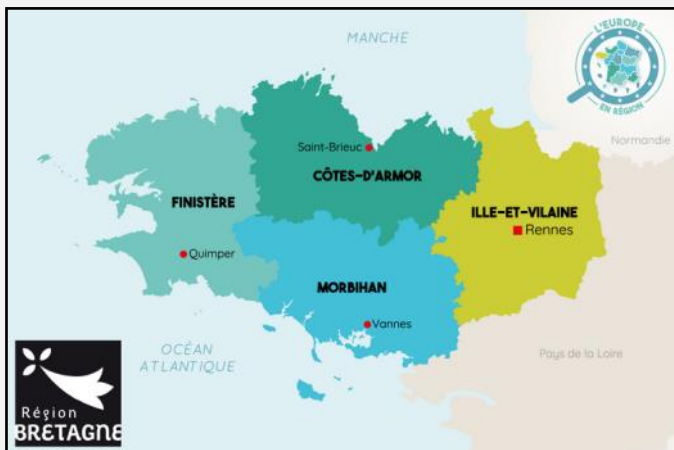 MANCHE
L'EUROPE
EN RÉGION
Normandie
Saint-Brieuc
CÔTES-D'ARMOR
FINISTÈRE
ILLE-ET-VILAINE
Rennes
Quimper
MORBIHAN
Vannes
OCÉAN
ATLANTIQUE
Pays de la Loire
Région
BRETAGNE